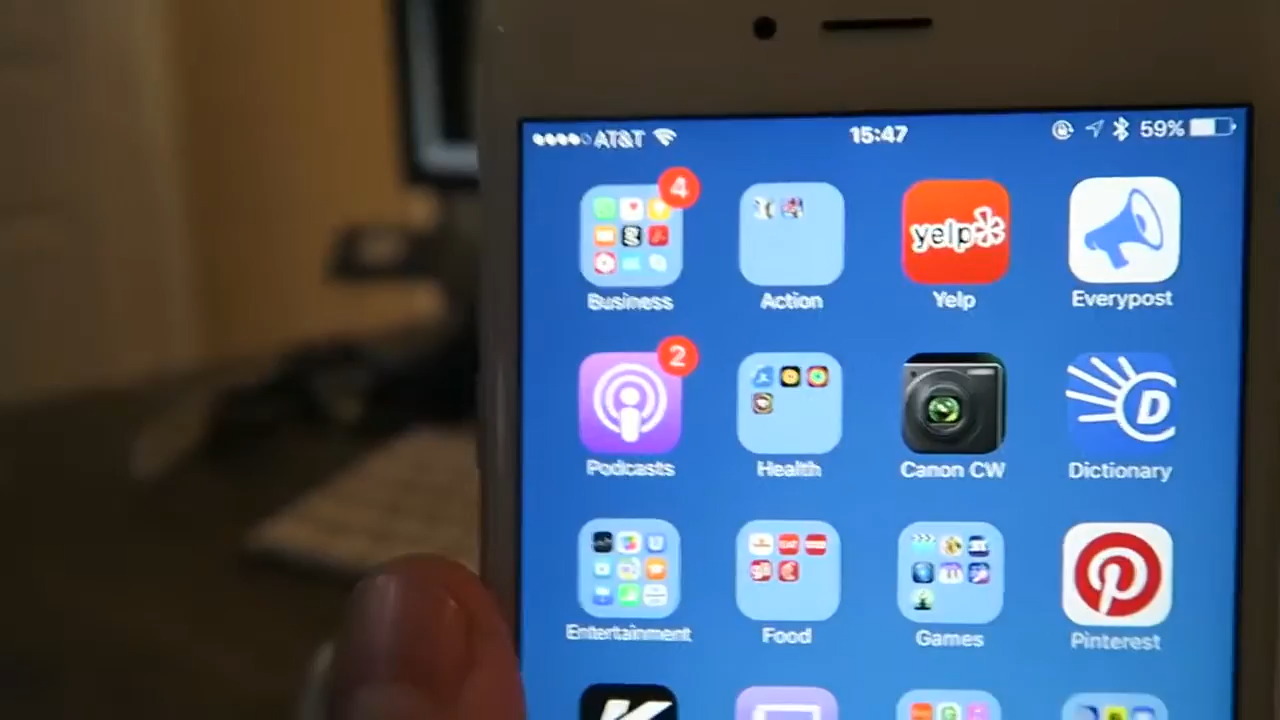 AT&T 15:47 59%
4
Business Action Yelp Everypost
yelp
2
D
Podcasts Health Canon CW Dictionary
Entertainment Food Games Pinterest